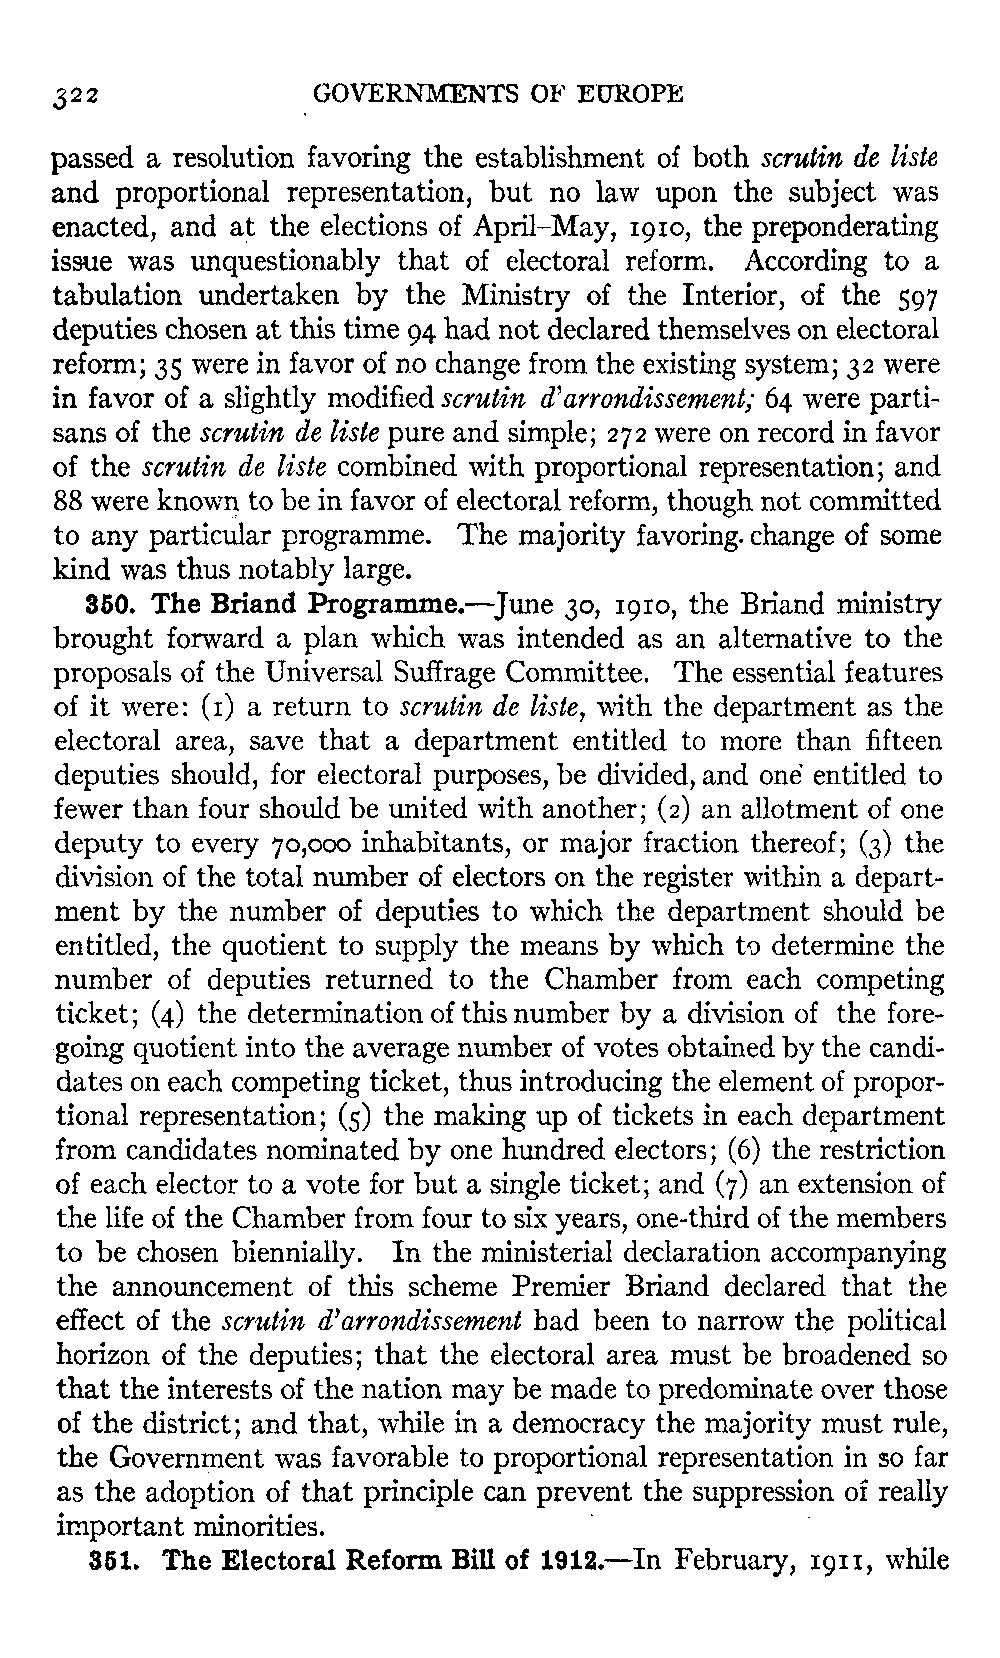 322 GOVERNMENTS OF EUROPE
passed a resolution favoring the establishment of both scrutin de liste
and proportional representation, but no law upon the subject was
enacted, and at the elections of April–May, 1910, the preponderating
issue was unquestionably that of electoral reform. According to a
tabulation undertaken by the Ministry of the Interior, of the 597
deputies chosen at this time 94 had not declared themselves on electoral
reform; 35 were in favor of no change from the existing system; 32 were
in favor of a slightly modified scrutin d'arrondissement; 64 were parti-
sans of the scrutin de liste pure and simple; 272 were on record in favor
of the scrutin de liste combined with proportional representation; and
88 were known to be in favor of electoral reform, though not committed
to any particular programme. The majority favoring change of some
kind was thus notably large.
350. The Briand Programme.—June 30, 1910, the Briand ministry
brought forward a plan which was intended as an alternative to the
proposals of the Universal Suffrage Committee. The essential features
of it were: (1) a return to scrutin de liste, with the department as the
electoral area, save that a department entitled to more than fifteen
deputies should, for electoral purposes, be divided, and one entitled to
fewer than four should be united with another; (2) an allotment of one
deputy to every 70,000 inhabitants, or major fraction thereof; (3) the
division of the total number of electors on the register within a depart-
ment by the number of deputies to which the department should be
entitled, the quotient to supply the means by which to determine the
number of deputies returned to the Chamber from each competing
ticket; (4) the determination of this number by a division of the fore-
going quotient into the average number of votes obtained by the candi-
dates on each competing ticket, thus introducing the element of propor-
tional representation; (5) the making up of tickets in each department
from candidates nominated by one hundred electors; (6) the restriction
of each elector to a vote for but a single ticket; and (7) an extension of
the life of the Chamber from four to six years, one-third of the members
to be chosen biennially. In the ministerial declaration accompanying
the announcement of this scheme Premier Briand declared that the
effect of the scrutin d'arrondissement had been to narrow the political
horizon of the deputies; that the electoral area must be broadened so
that the interests of the nation may be made to predominate over those
of the district; and that, while in a democracy the majority must rule,
the Government was favorable to proportional representation in so far
as the adoption of that principle can prevent the suppression of really
important minorities.
351. The Electoral Reform Bill of 1912.—In February, 1911, while